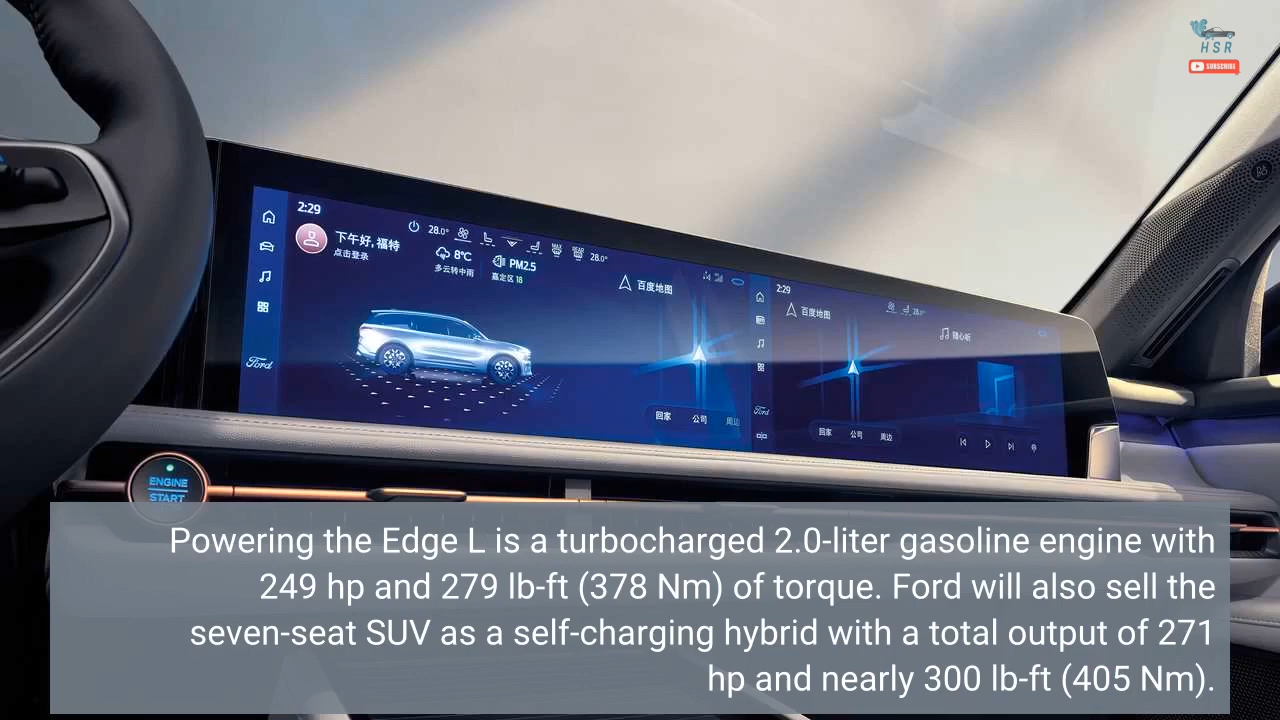 HSR
SUBSCRIBE
2:29
下午好, 福特
点击登录
28.0°
8℃
多云转中雨
PM2.5
嘉定区 18
REAR
28.0°
百度地图
Ford
回家 公司 周边
2:29
百度地图
随心听
Ford
回家 公司 周边
ENGINE
START
Powering the Edge L is a turbocharged 2.0-liter gasoline engine with
249 hp and 279 lb-ft (378 Nm) of torque. Ford will also sell the
seven-seat SUV as a self-charging hybrid with a total output of 271
hp and nearly 300 lb-ft (405 Nm).